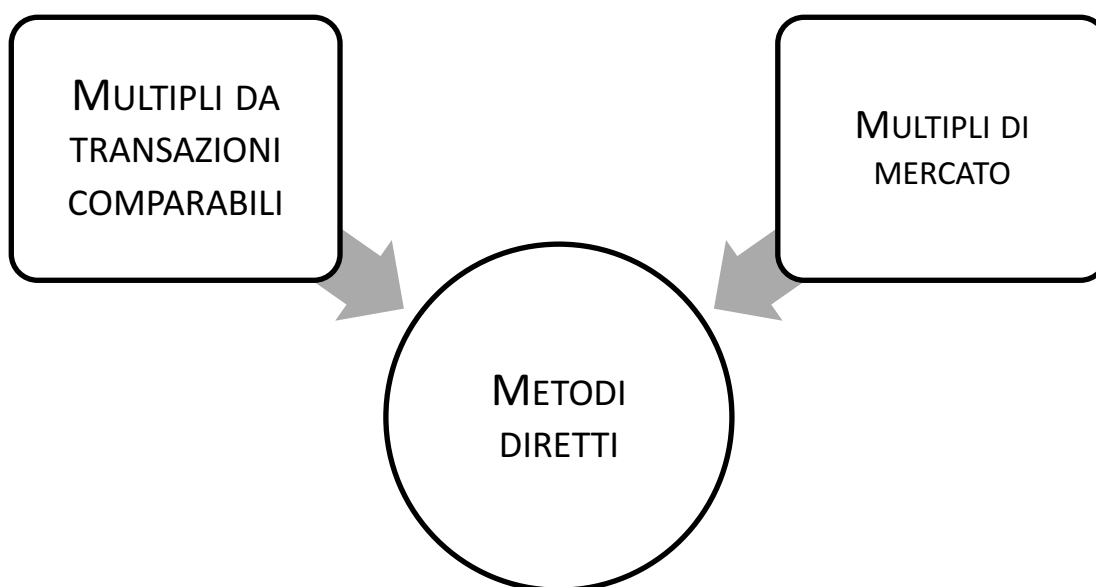 MULTIPLI DA
TRANSAZIONI
COMPARABILI
MULTIPLI DI
MERCATO
METODI
DIRETTI